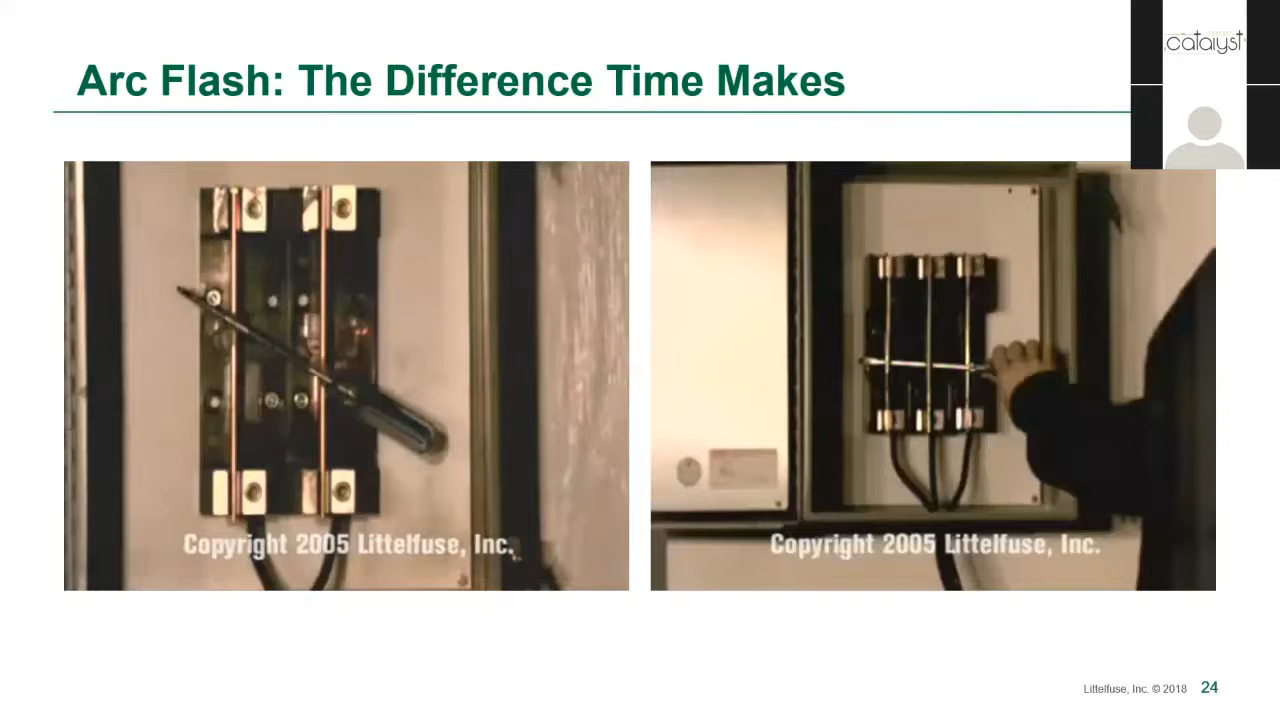 Arc Flash: The Difference Time Makes
catalyst
Copyright 2005 Littelfuse, Inc.
Copyright 2005 Littelfuse, Inc.
Littelfuse, Inc. © 2018 24